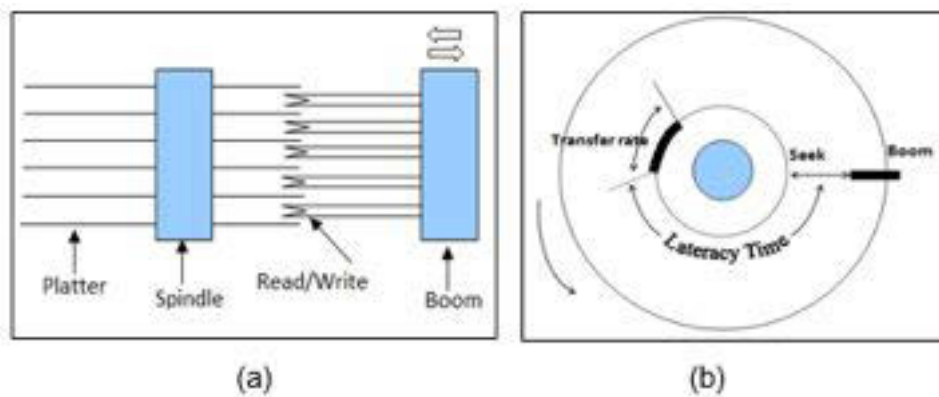 Platter
Spindle
Read/Write
Boom
(a)
Transfer rate
Seek
Boom
Lateracy Time
(b)